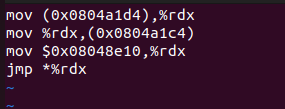 mov (0x0804a1d4),%rdx
mov %rdx,(0x0804a1c4)
mov $0x08048e10,%rdx
jmp *%rdx
~
~